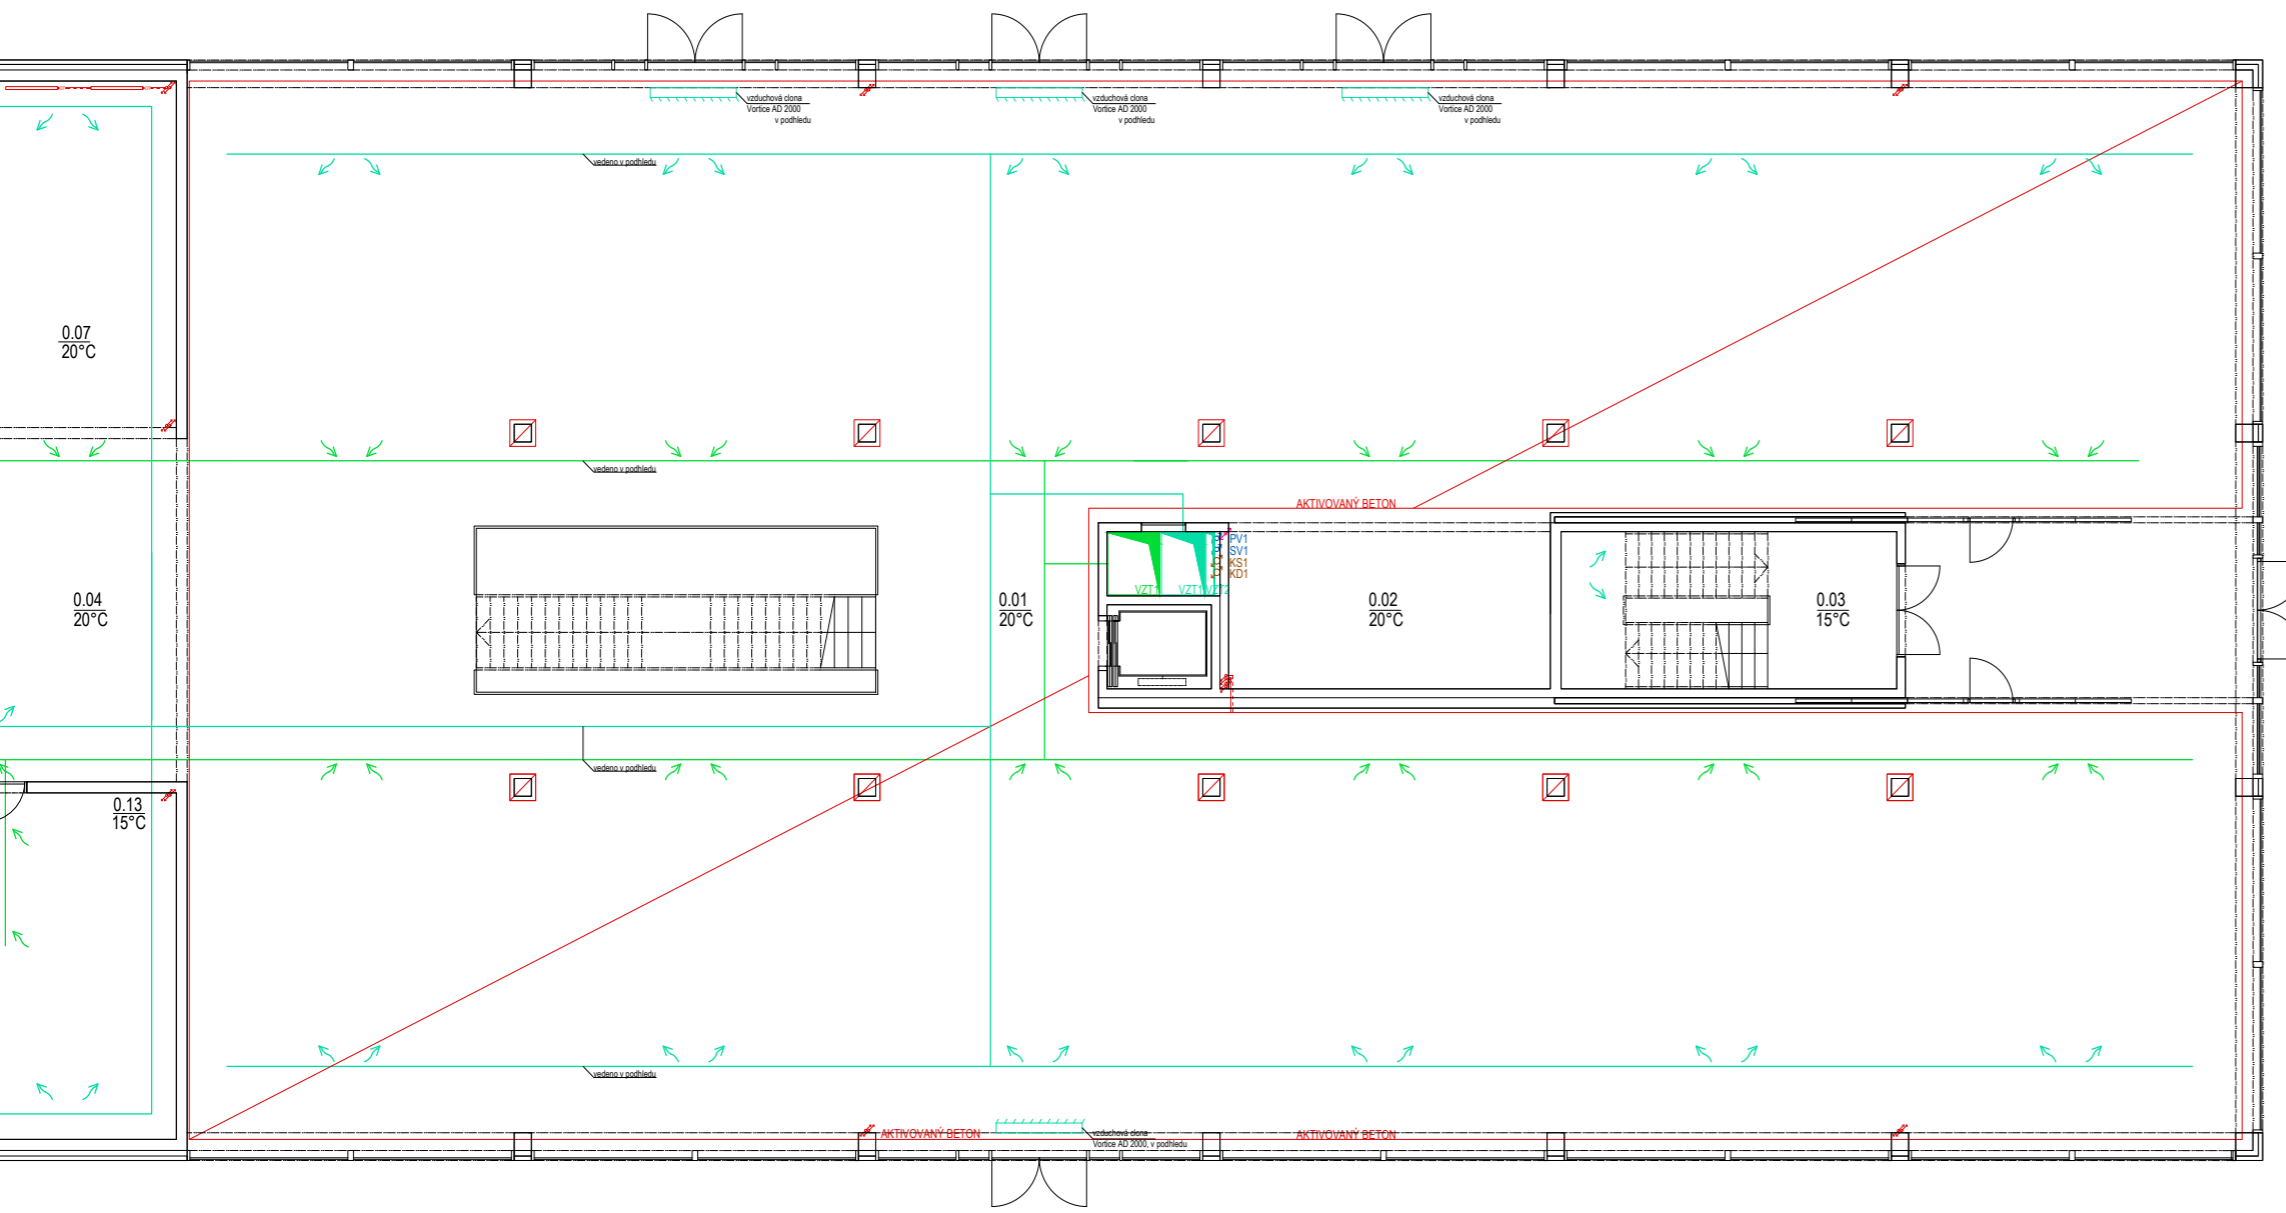 vzduchová clona
Vortice AD 2000
v podhledu
vzduchová clona
Vortice AD 2000
v podhledu
vzduchová clona
Vortice AD 2000
v podhledu
vedeno v podhledu
0.07
20°C
vedeno v podhledu
AKTIVOVANÝ BETON
PV1
SV1
KS1
KD1
VZT1
VZT1
VZT2
0.04
20°C
0.01
20°C
0.02
20°C
0.03
15°C
vedeno v podhledu
0.13
15°C
vedeno v podhledu
AKTIVOVANÝ BETON
vzduchová clona
Vortice AD 2000, v podhledu
AKTIVOVANÝ BETON